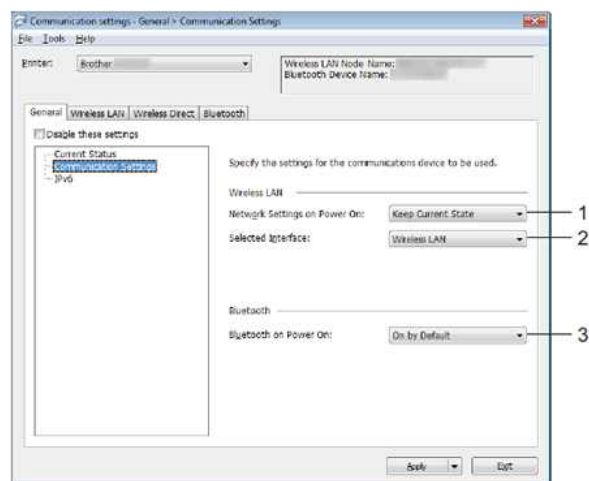 Communication settings - General > Communication Settings
File Tools Help
Printer: Brother
Wireless LAN Node Name:
Bluetooth Device Name:
General Wireless LAN Wireless Direct Bluetooth
Disable these settings
Current Status
Communication Settings
IPv6
Specify the settings for the communications device to be used.
Wireless LAN
Network Settings on Power On: Keep Current State 1
Selected Interface: Wireless LAN 2
Bluetooth
Bluetooth on Power On: On by Default 3
Apply Exit